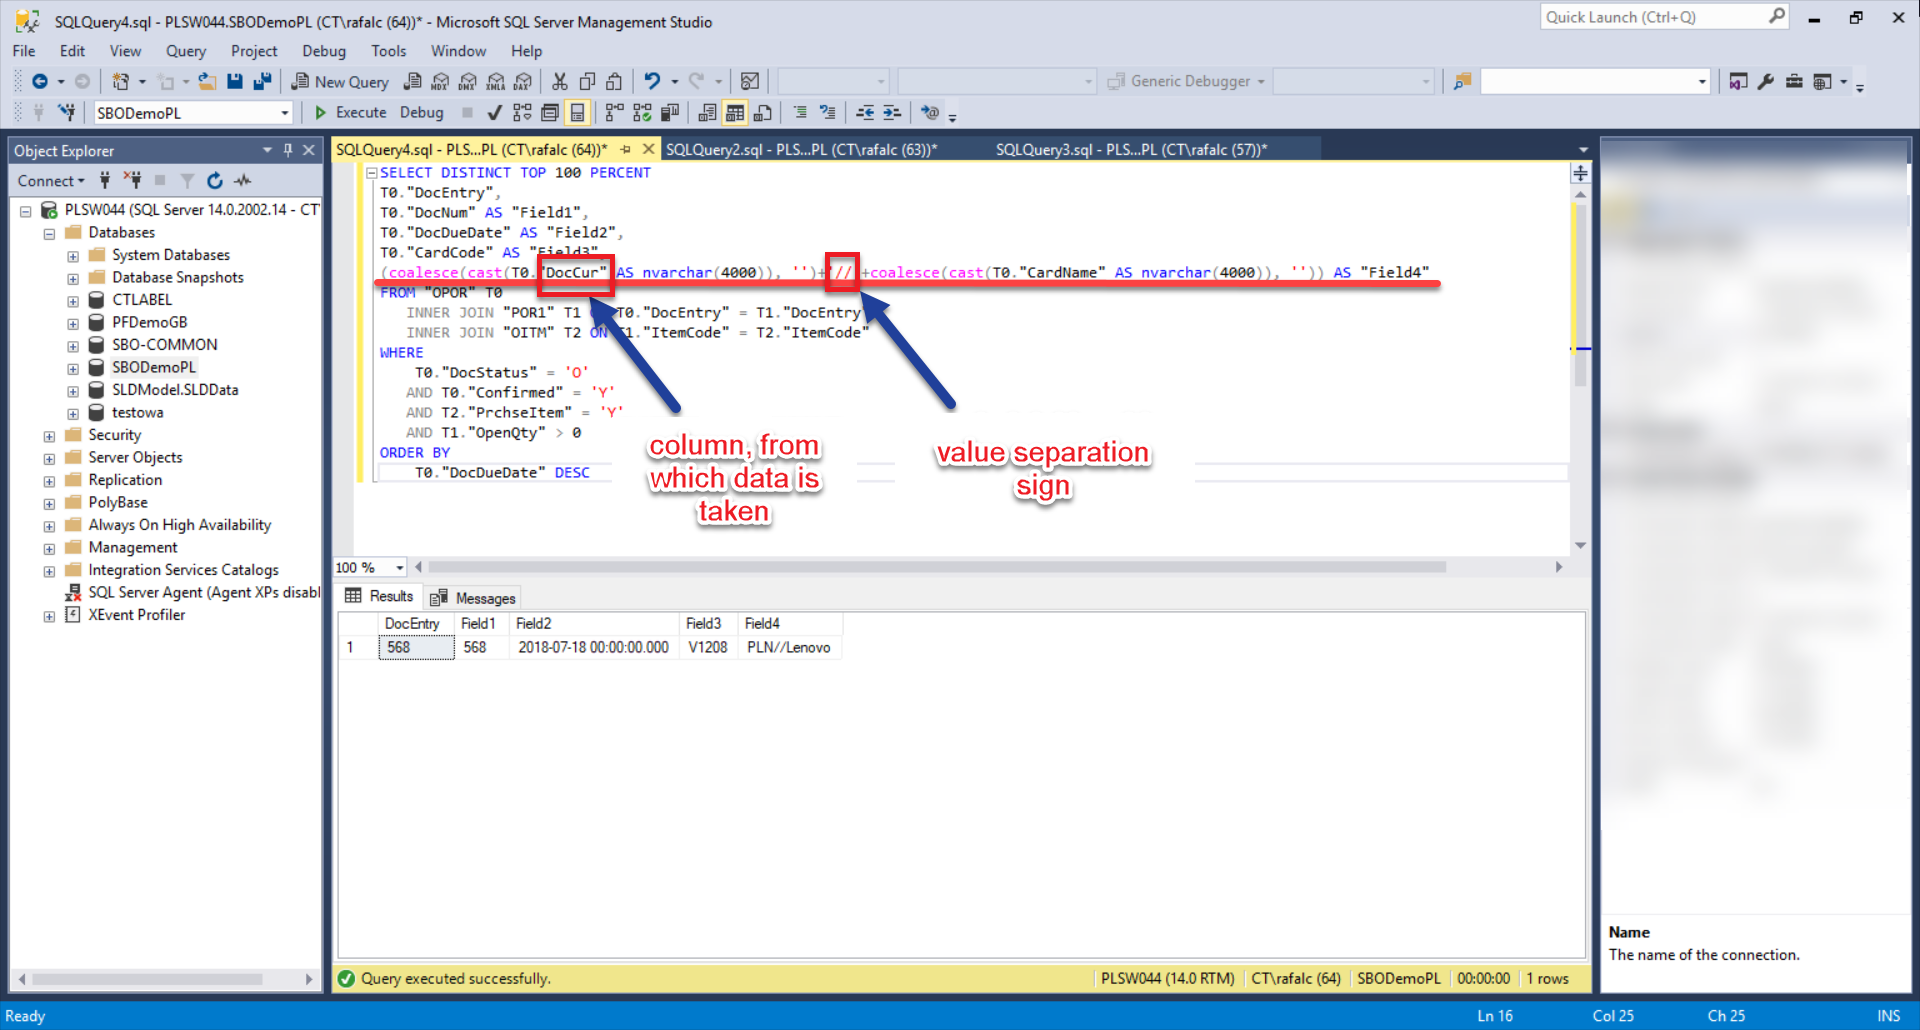 SQLQuery4.sql - PLSW044.SBODemoPL (CT\rafalc (64))* - Microsoft SQL Server Management Studio
Quick Launch (Ctrl+Q)
File Edit View Query Project Debug Tools Window Help
New Query
MDX DMX XMLA DAX
Generic Debugger
SBODemoPL
Execute Debug
Object Explorer
Connect
PLSW044 (SQL Server 14.0.2002.14 - CT
Databases
System Databases
Database Snapshots
CTLABEL
PFDemoGB
SBO-COMMON
SBODemoPL
SLDModel.SLDData
testowa
Security
Server Objects
Replication
PolyBase
Always On High Availability
Management
Integration Services Catalogs
SQL Server Agent (Agent XPs disabl
XEvent Profiler
SQLQuery4.sql - PLS...PL (CT\rafalc (64))* SQLQuery2.sql - PLS...PL (CT\rafalc (63))* SQLQuery3.sql - PLS...PL (CT\rafalc (57))*
SELECT DISTINCT TOP 100 PERCENT
T0."DocEntry",
T0."DocNum" AS "Field1",
T0."DocDueDate" AS "Field2",
T0."CardCode" AS "Field3"
(coalesce(cast(T0."DocCur" AS nvarchar(4000)), '')+'//'+coalesce(cast(T0."CardName" AS nvarchar(4000)), '')) AS "Field4"
FROM "OPOR" T0
INNER JOIN "POR1" T1 T0."DocEntry" = T1."DocEntry
INNER JOIN "OITM" T2 ON T1."ItemCode" = T2."ItemCode"
WHERE
T0."DocStatus" = 'O'
AND T0."Confirmed" = 'Y'
AND T2."PrchseItem" = 'Y'
AND T1."OpenQty" > 0
ORDER BY
T0."DocDueDate" DESC
column, from
which data is
taken
value separation
sign
100 %
Results Messages
DocEntry Field1 Field2 Field3 Field4
1 568 568 2018-07-18 00:00:00.000 V1208 PLN//Lenovo
Query executed successfully.
PLSW044 (14.0 RTM) CT\rafalc (64) SBODemoPL 00:00:00 1 rows
Name
The name of the connection.
Ready
Ln 16 Col 25 Ch 25 INS